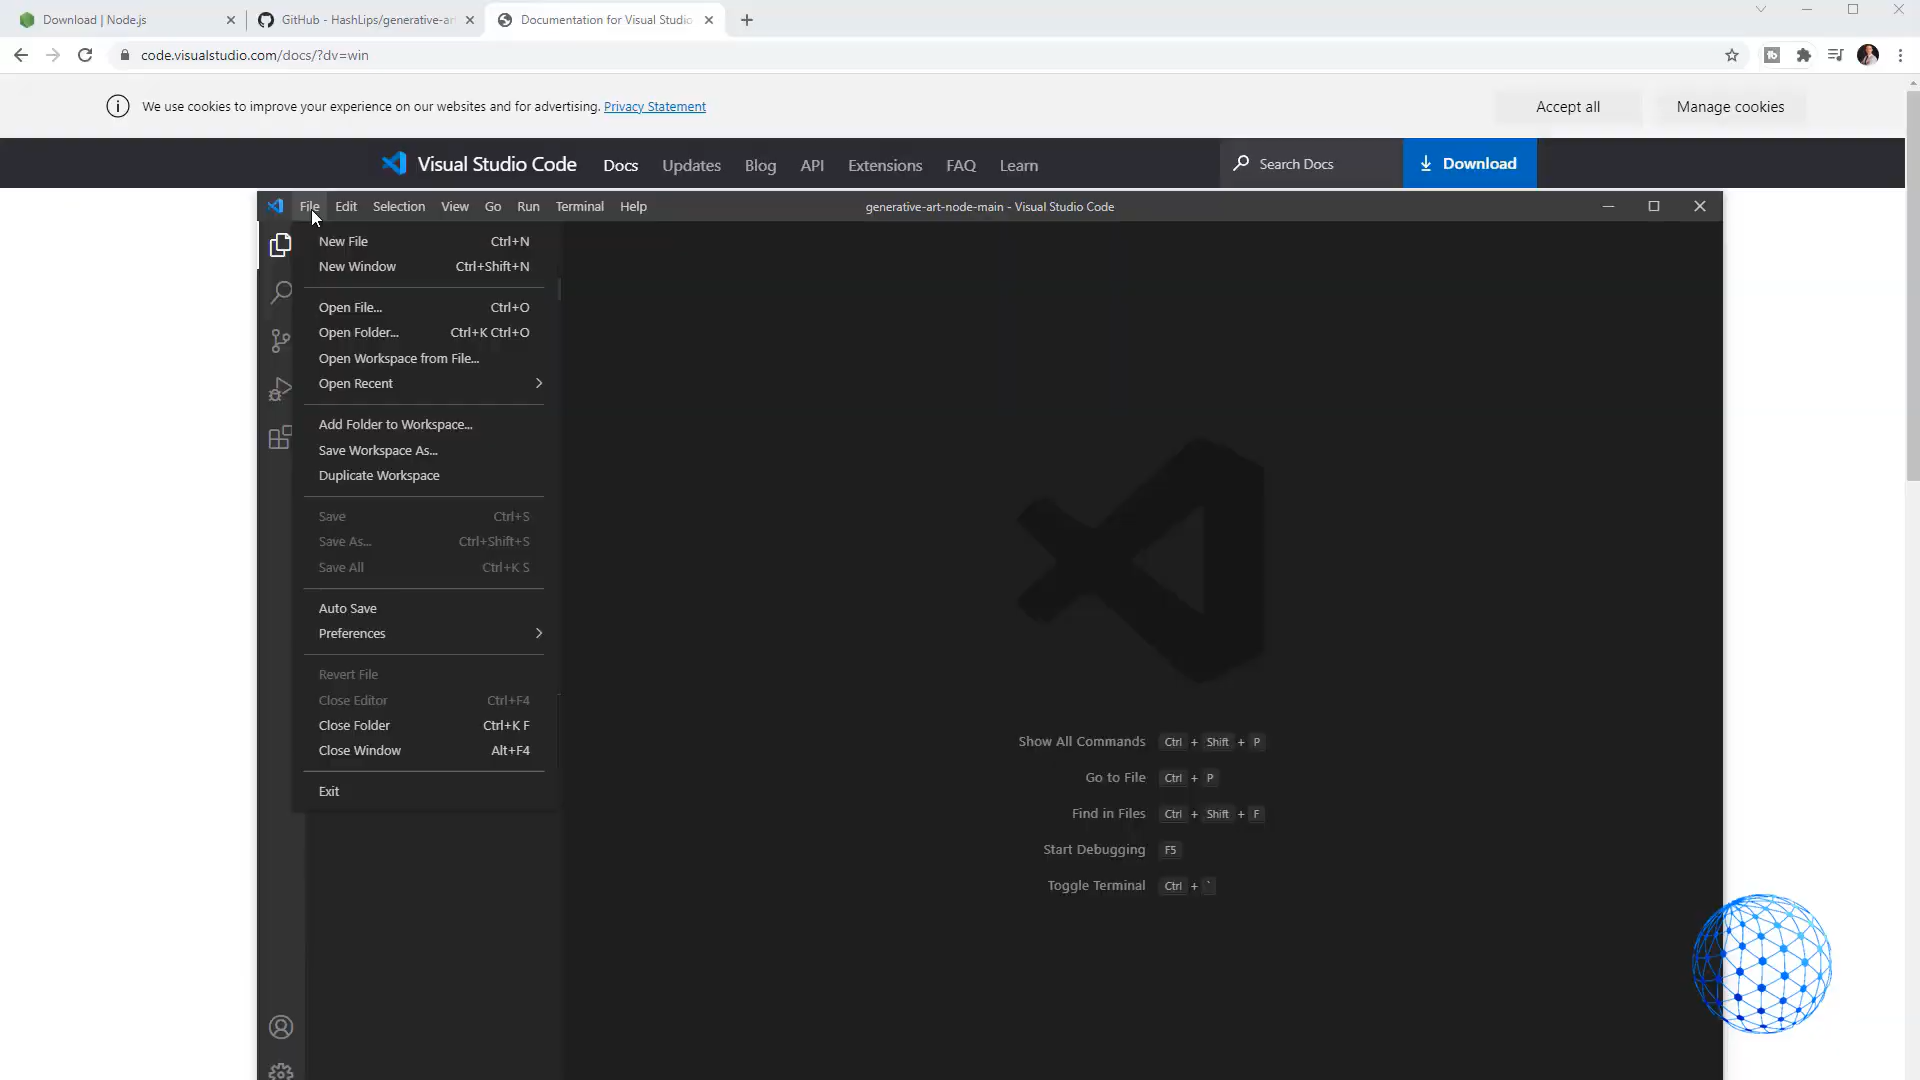 Download | Node.js
GitHub - HashLips/generative-art
Documentation for Visual Studio
code.visualstudio.com/docs/?dv=win
We use cookies to improve your experience on our websites and for advertising. Privacy Statement
Accept all
Manage cookies
Visual Studio Code
Docs
Updates
Blog
API
Extensions
FAQ
Learn
Search Docs
Download
File Edit Selection View Go Run Terminal Help
generative-art-node-main - Visual Studio Code
New File Ctrl+N
New Window Ctrl+Shift+N
Open File... Ctrl+O
Open Folder... Ctrl+K Ctrl+O
Open Workspace from File...
Open Recent
Add Folder to Workspace...
Save Workspace As...
Duplicate Workspace
Save Ctrl+S
Save As... Ctrl+Shift+S
Save All Ctrl+K S
Auto Save
Preferences
Revert File
Close Editor Ctrl+F4
Close Folder Ctrl+K F
Close Window Alt+F4
Exit
Show All Commands Ctrl + Shift + P
Go to File Ctrl + P
Find in Files Ctrl + Shift + F
Start Debugging F5
Toggle Terminal Ctrl + `